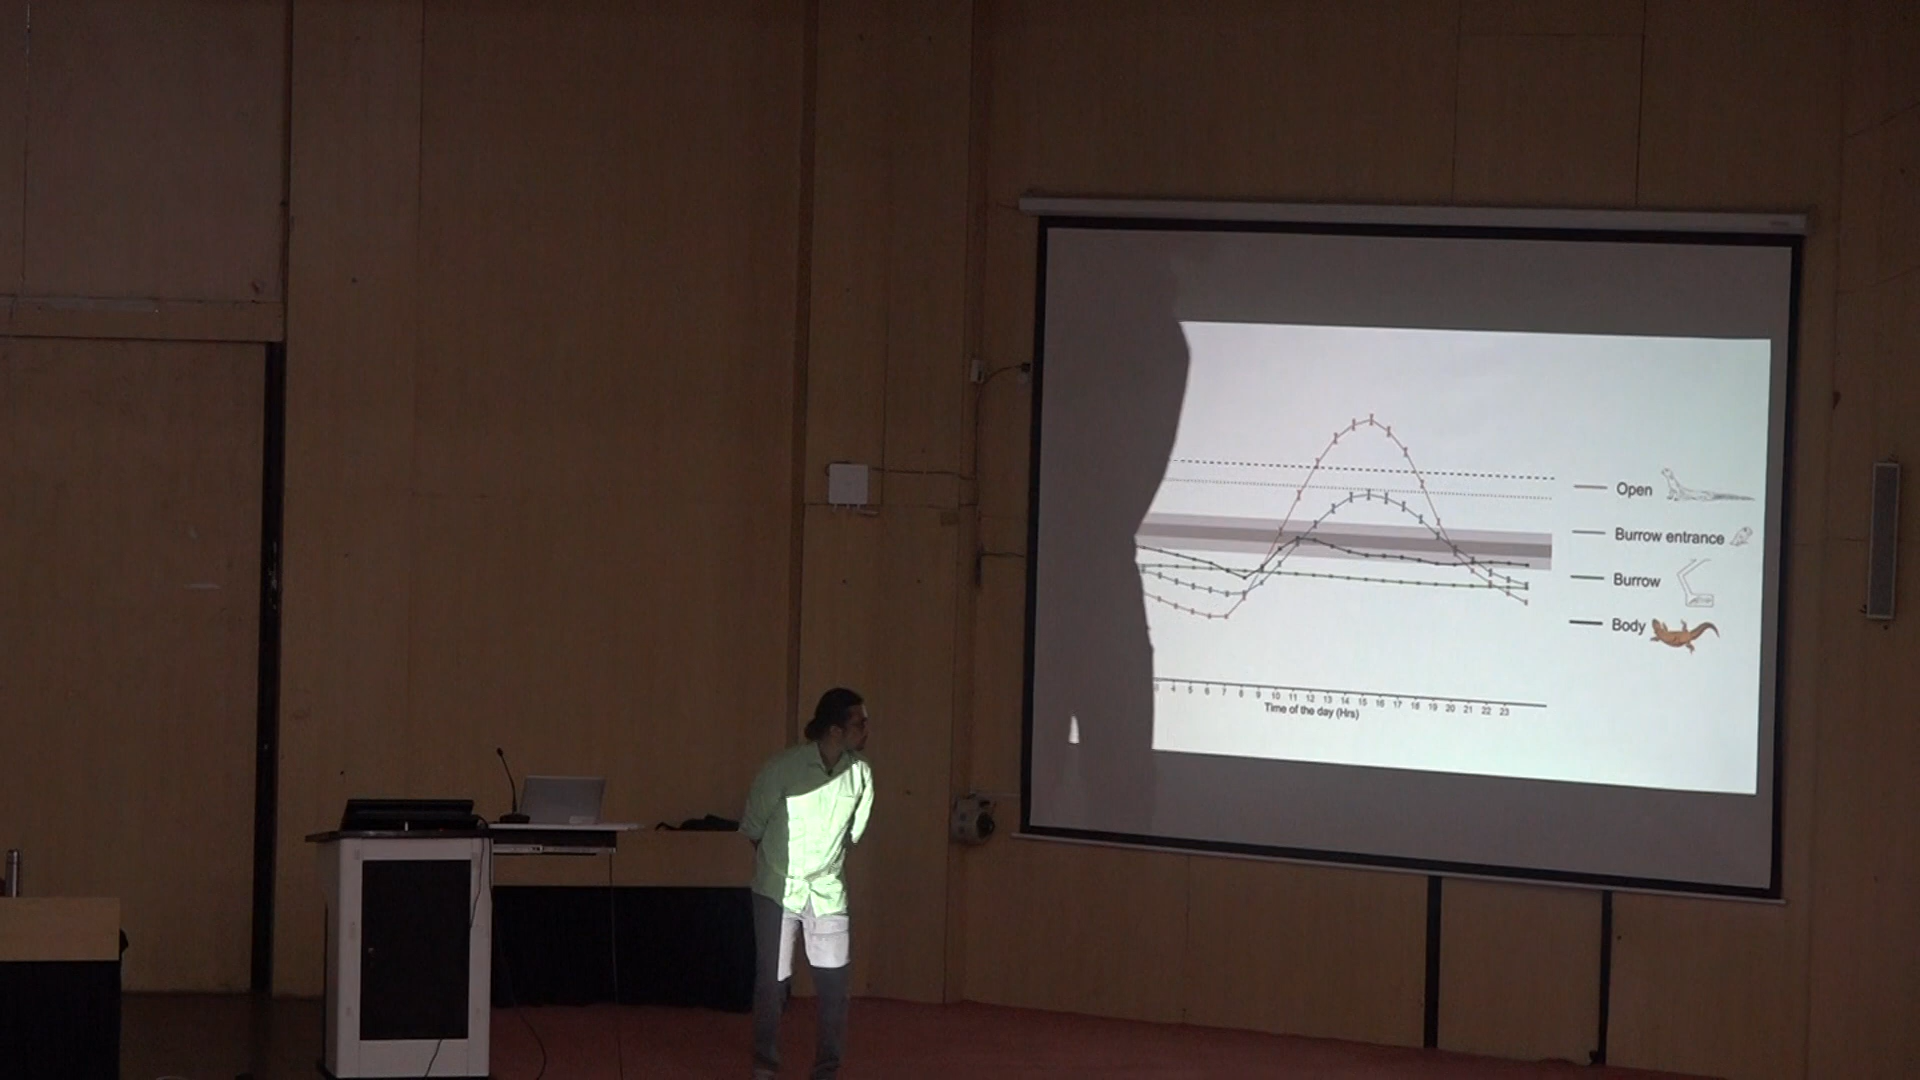 Open
Burrow entrance
Burrow
Body
3 4 5 6 7 8 9 10 11 12 13 14 15 16 17 18 19 20 21 22 23
Time of the day (Hrs)